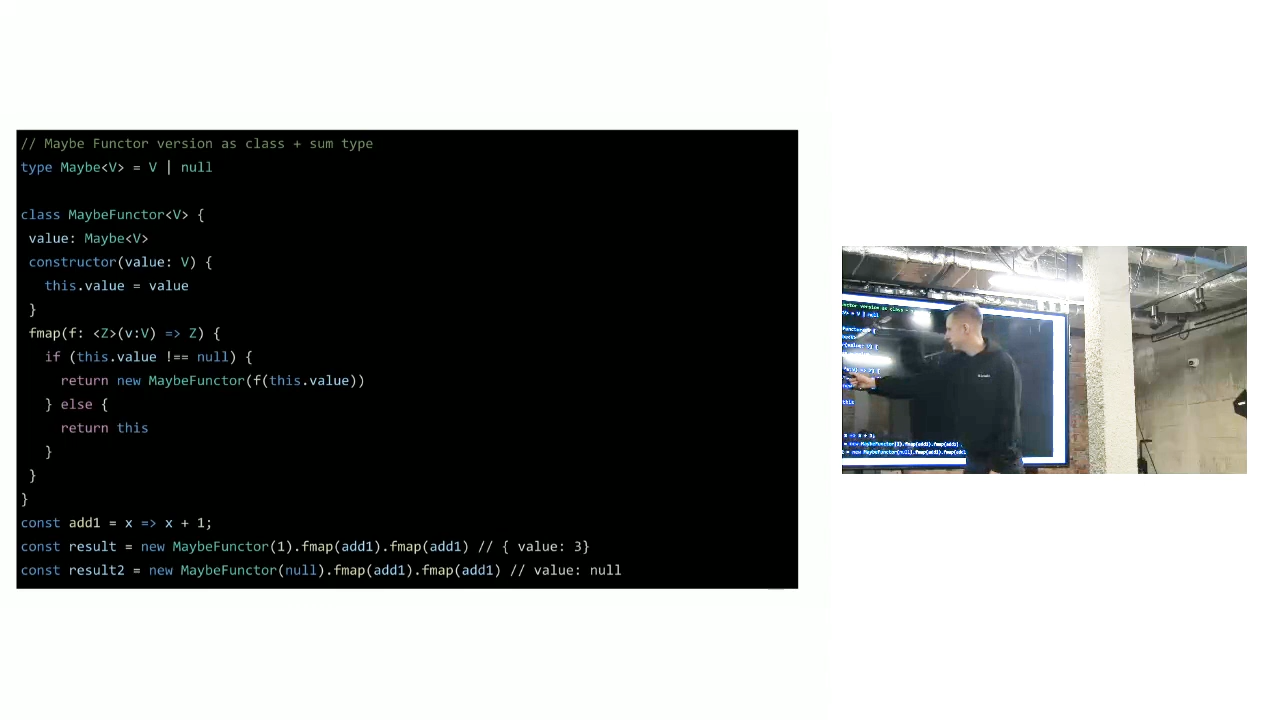 // Maybe Functor version as class + sum type
type Maybe<V> = V | null
class MaybeFunctor<V> {
value: Maybe<V>
constructor(value: V) {
this.value = value
}
fmap(f: <Z>(v:V) => Z) {
if (this.value !== null) {
return new MaybeFunctor(f(this.value))
} else {
return this
}
}
}
const add1 = x => x + 1;
const result = new MaybeFunctor(1).fmap(add1).fmap(add1) // { value: 3}
const result2 = new MaybeFunctor(null).fmap(add1).fmap(add1) // value: null